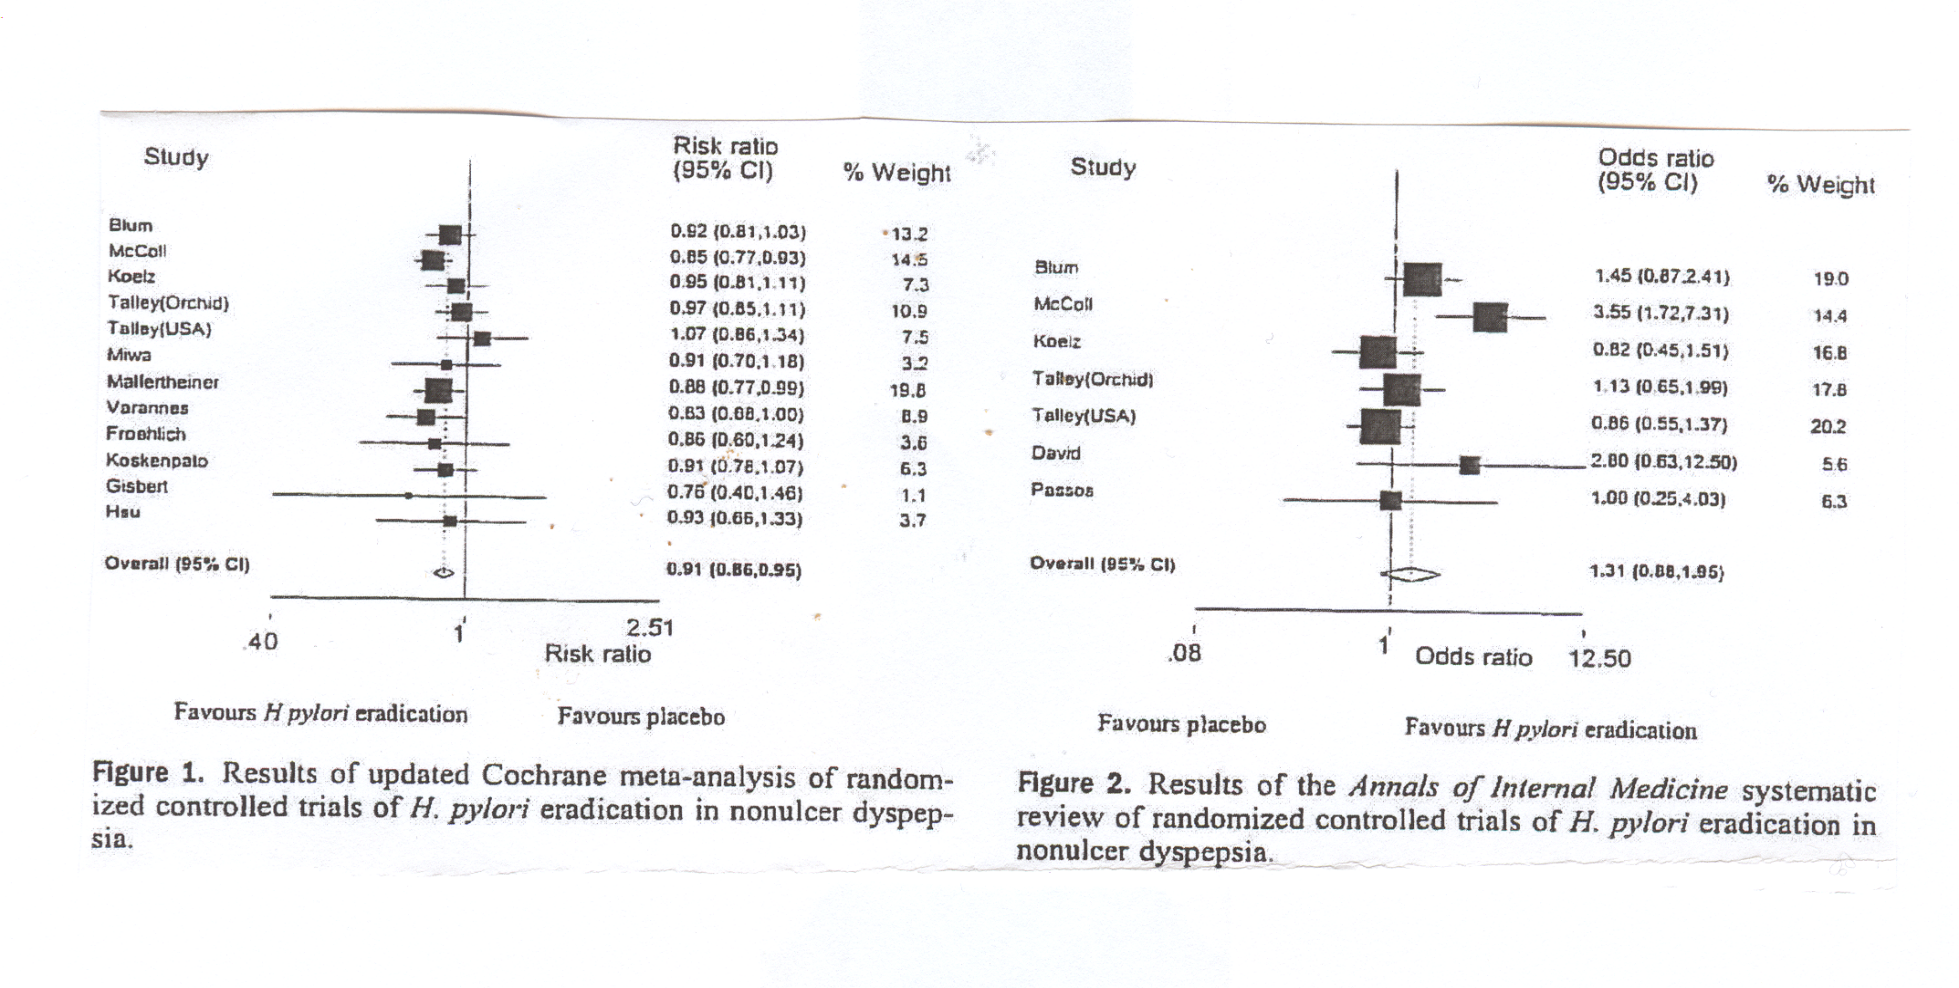 Study
Risk ratio
(95% CI)
% Weight
Blum
0.92 (0.81,1.03)
13.2
McColl
0.85 (0.77,0.93)
14.5
Koelz
0.95 (0.81,1.11)
7.3
Talley(Orchid)
0.97 (0.85,1.11)
10.9
Talley(USA)
1.07 (0.86,1.34)
7.5
Miwa
0.91 (0.70,1.18)
3.2
Mallertheiner
0.88 (0.77,0.99)
19.8
Varannes
0.83 (0.68,1.00)
8.9
Froehlich
0.86 (0.60,1.24)
3.6
Koskenpato
0.91 (0.78,1.07)
6.3
Gisbert
0.76 (0.40,1.46)
1.1
Hsu
0.93 (0.66,1.33)
3.7
Overall (95% CI)
0.91 (0.86,0.95)
.40
1
2.51
Risk ratio
Favours H pylori eradication
Favours placebo
Figure 1. Results of updated Cochrane meta-analysis of random-
ized controlled trials of H. pylori eradication in nonulcer dyspep-
sia.
Study
Odds ratio
(95% CI)
% Weight
Blum
1.45 (0.87,2.41)
19.0
McColl
3.55 (1.72,7.31)
14.4
Koelz
0.82 (0.45,1.51)
16.8
Talley(Orchid)
1.13 (0.65,1.99)
17.8
Talley(USA)
0.86 (0.55,1.37)
20.2
David
2.80 (0.63,12.50)
5.6
Passos
1.00 (0.25,4.03)
6.3
Overall (95% CI)
1.31 (0.88,1.95)
.08
1
Odds ratio
12.50
Favours placebo
Favours H pylori eradication
Figure 2. Results of the Annals of Internal Medicine systematic
review of randomized controlled trials of H. pylori eradication in
nonulcer dyspepsia.